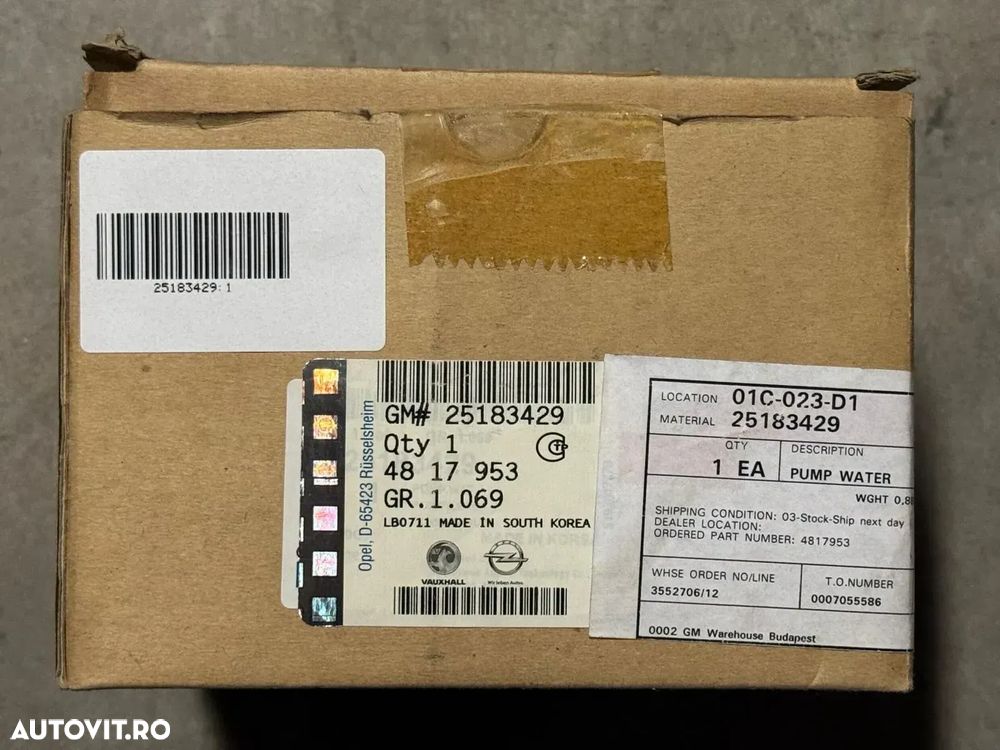 25183429:1
Opel, D-65423 Rüsselsheim
GM# 25183429
Qty 1
48 17 953
GR.1.069
LB0711 MADE IN SOUTH KOREA
VAUXHALL
Wir leben Autos
LOCATION 01C-023-D1
MATERIAL 25183429
QTY
1 EA
DESCRIPTION
PUMP WATER
WGHT 0.8
SHIPPING CONDITION: 03-Stock-Ship next day
DEALER LOCATION:
ORDERED PART NUMBER: 4817953
WHSE ORDER NO/LINE
3552706/12
T.O.NUMBER
0007055586
0002 GM Warehouse Budapest
AUTOVIT.RO